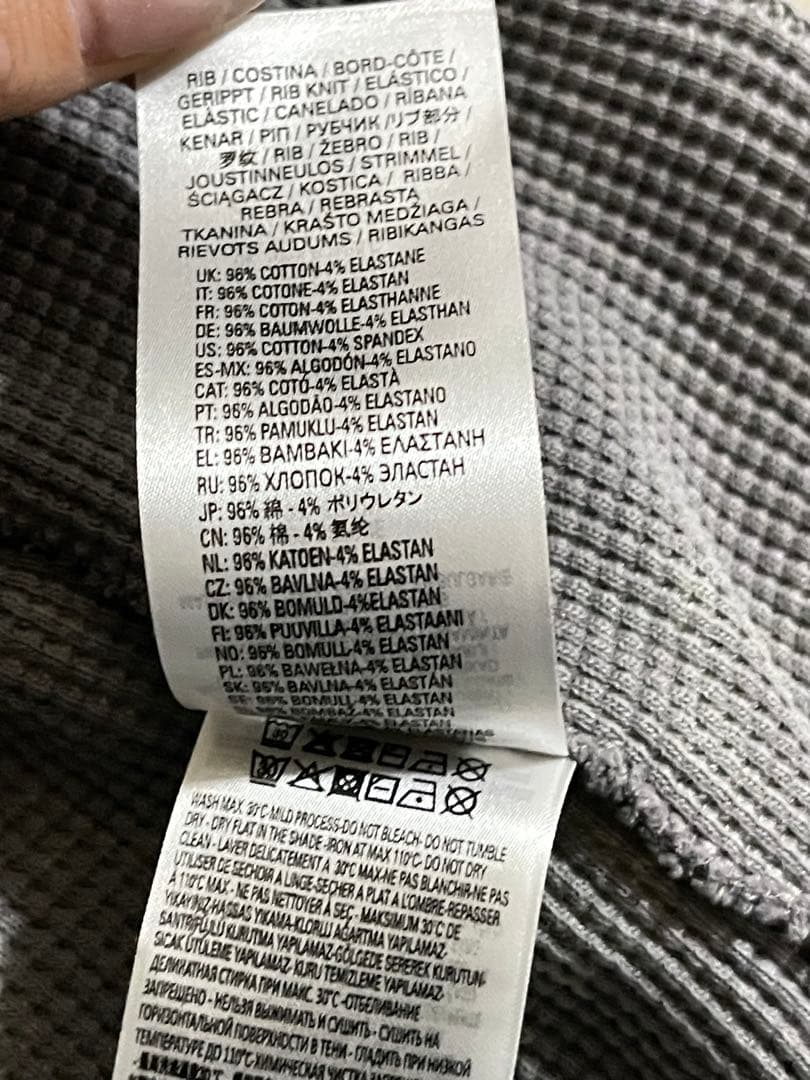 RIB / COSTINA / BORD-CÔTE /
GERIPPT / RIB KNIT / ELÁSTICO /
ELÀSTIC / CANELADO / RİBANA
KENAR / ΡΙΠ / РУБЧИК /リブ部分 /
罗纹 / RIB / ŽEBRO / RIB /
JOUSTINNEULOS / STRIMMEL /
ŚCIĄGACZ / KOSTICA / RIBBA /
REBRA / REBRASTA
TKANINA / KRAŠTO MEDŽIAGA /
RIEVOTS AUDUMS / RIBIKANGAS
UK: 96% COTTON-4% ELASTANE
IT: 96% COTONE-4% ELASTAN
FR: 96% COTON-4% ELASTHANNE
DE: 96% BAUMWOLLE-4% ELASTHAN
US: 96% COTTON-4% SPANDEX
ES-MX: 96% ALGODÓN-4% ELASTANO
CAT: 96% COTÓ-4% ELASTÀ
PT: 96% ALGODÃO-4% ELASTANO
TR: 96% PAMUKLU-4% ELASTAN
EL: 96% ΒΑΜΒΑΚΙ-4% ΕΛΑΣΤΑΝΗ
RU: 96% ХЛОПОК-4% ЭЛАСТАН
JP: 96% 綿 - 4% ポリウレタン
CN: 96% 棉 - 4% 氨纶
NL: 96% KATOEN-4% ELASTAN
CZ: 96% BAVLNA-4% ELASTAN
DK: 96% BOMULD-4%ELASTAN
FI: 96% PUUVILLA-4% ELASTAANI
NO: 96% BOMULL-4% ELASTAN
PL: 96% BAWEŁNA-4% ELASTAN
SK: 96% BAVLNA-4% ELASTÁN
SE: 96% BOMULL-4% ELASTAN
96% BOMBAŽ-4% ELASTAN
WASH MAX 30°C-MILD PROCESS-DO NOT BLEACH- DO NOT TUMBLE
DRY - DRY FLAT IN THE SHADE -IRON AT MAX 110°C- DO NOT DRY
CLEAN - LAVER DELICATEMENT A 30°C MAX-NE PAS BLANCHIR-NE PAS
UTILISER DE SECHOIR A LINGE-SECHER A PLAT A L'OMBRE-REPASSER
A 110°C MAX - NE PAS NETTOYER À SEC - MAKSIMUM 30°C DE
YIKAYINIZ-HASSAS YIKAMA-KLORLU AĞARTMA YAPILAMAZ-
SANTRİFÜJLÜ KURUTMA YAPILAMAZ-GÖLGEDE SEREREK KURUTUN-
SICAK ÜTÜLEME YAPILAMAZ- KURU TEMİZLEME YAPILAMAZ-
ДЕЛИКАТНАЯ СТИРКА ПРИ МАКС. 30°C -ОТБЕЛИВАНИЕ
ЗАПРЕЩЕНО - НЕЛЬЗЯ ВЫЖИМАТЬ И СУШИТЬ - СУШИТЬ НА
ГОРИЗОНТАЛЬНОЙ ПОВЕРХНОСТИ В ТЕНИ - ГЛАДИТЬ ПРИ НИЗКОЙ
ТЕМПЕРАТУРЕ ДО 110°C-ХИМИЧЕСКАЯ ЧИСТКА